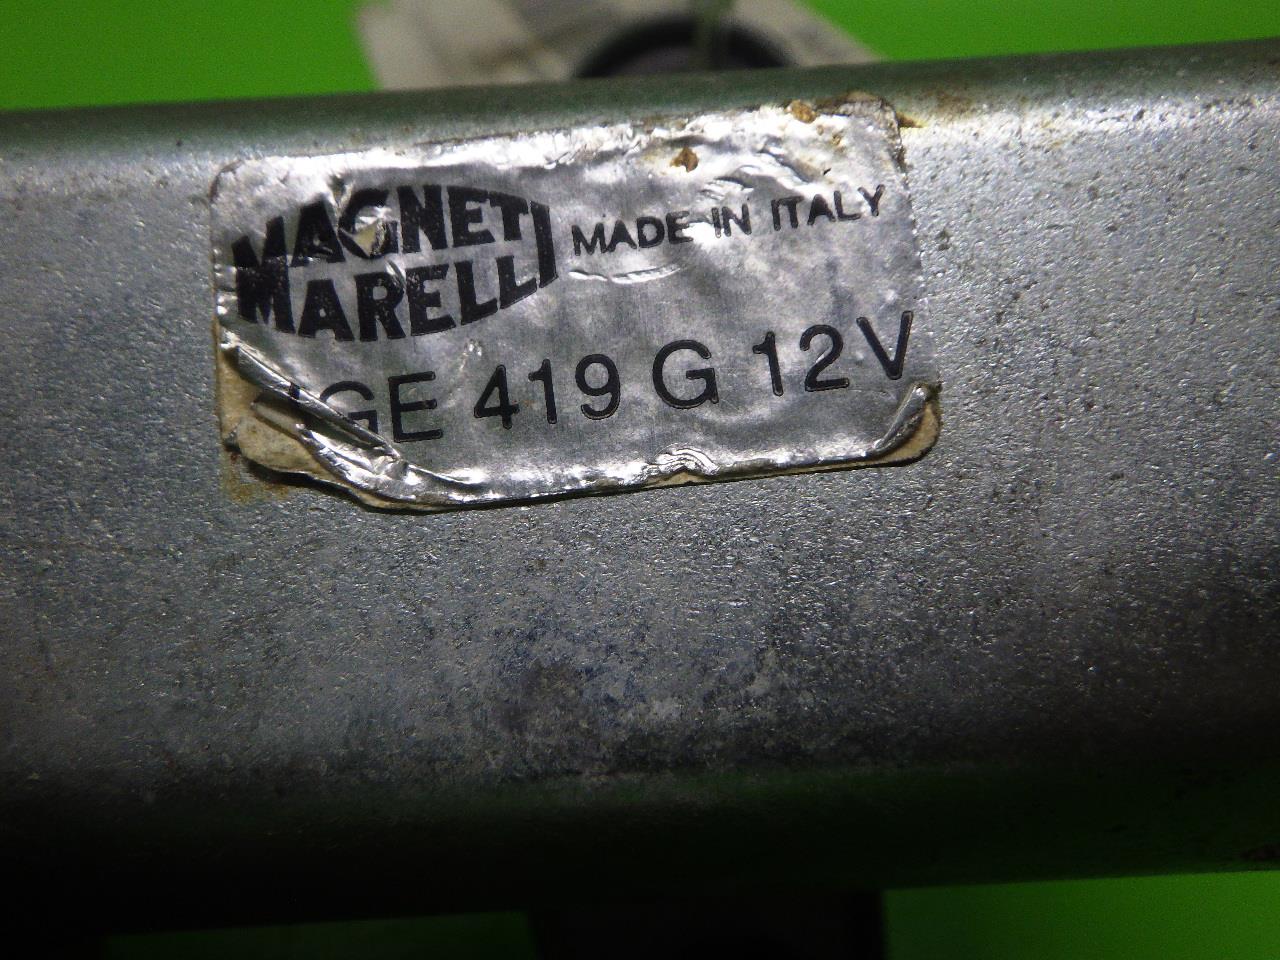 MAGNETI
MARELLI
MADE IN ITALY
GE 419 G 12V